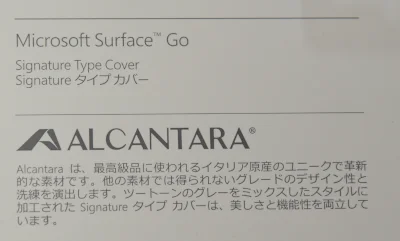 Microsoft Surface™ Go
Signature Type Cover
Signature タイプ カバー
ALCANTARA®
Alcantara は、最高級品に使われるイタリア原産のユニークで革新
的な素材です。他の素材では得られないグレードのデザイン性と
洗練を演出します。ツートーンのグレーをミックスしたスタイルに
加工された Signature タイプ カバーは、美しさと機能性を両立して
います。